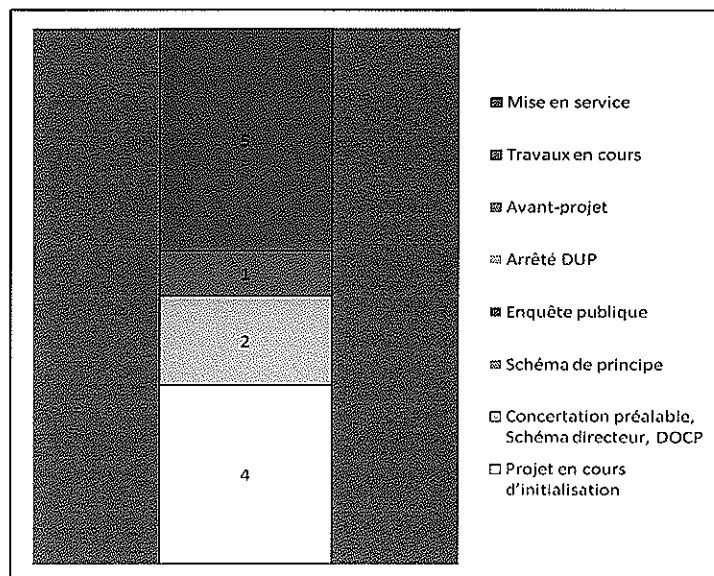 5
1
2
4
Mise en service
Travaux en cours
Avant-projet
Arrêté DUP
Enquête publique
Schéma de principe
Concertation préalable,
Schéma directeur, DOCP
Projet en cours
d'initialisation